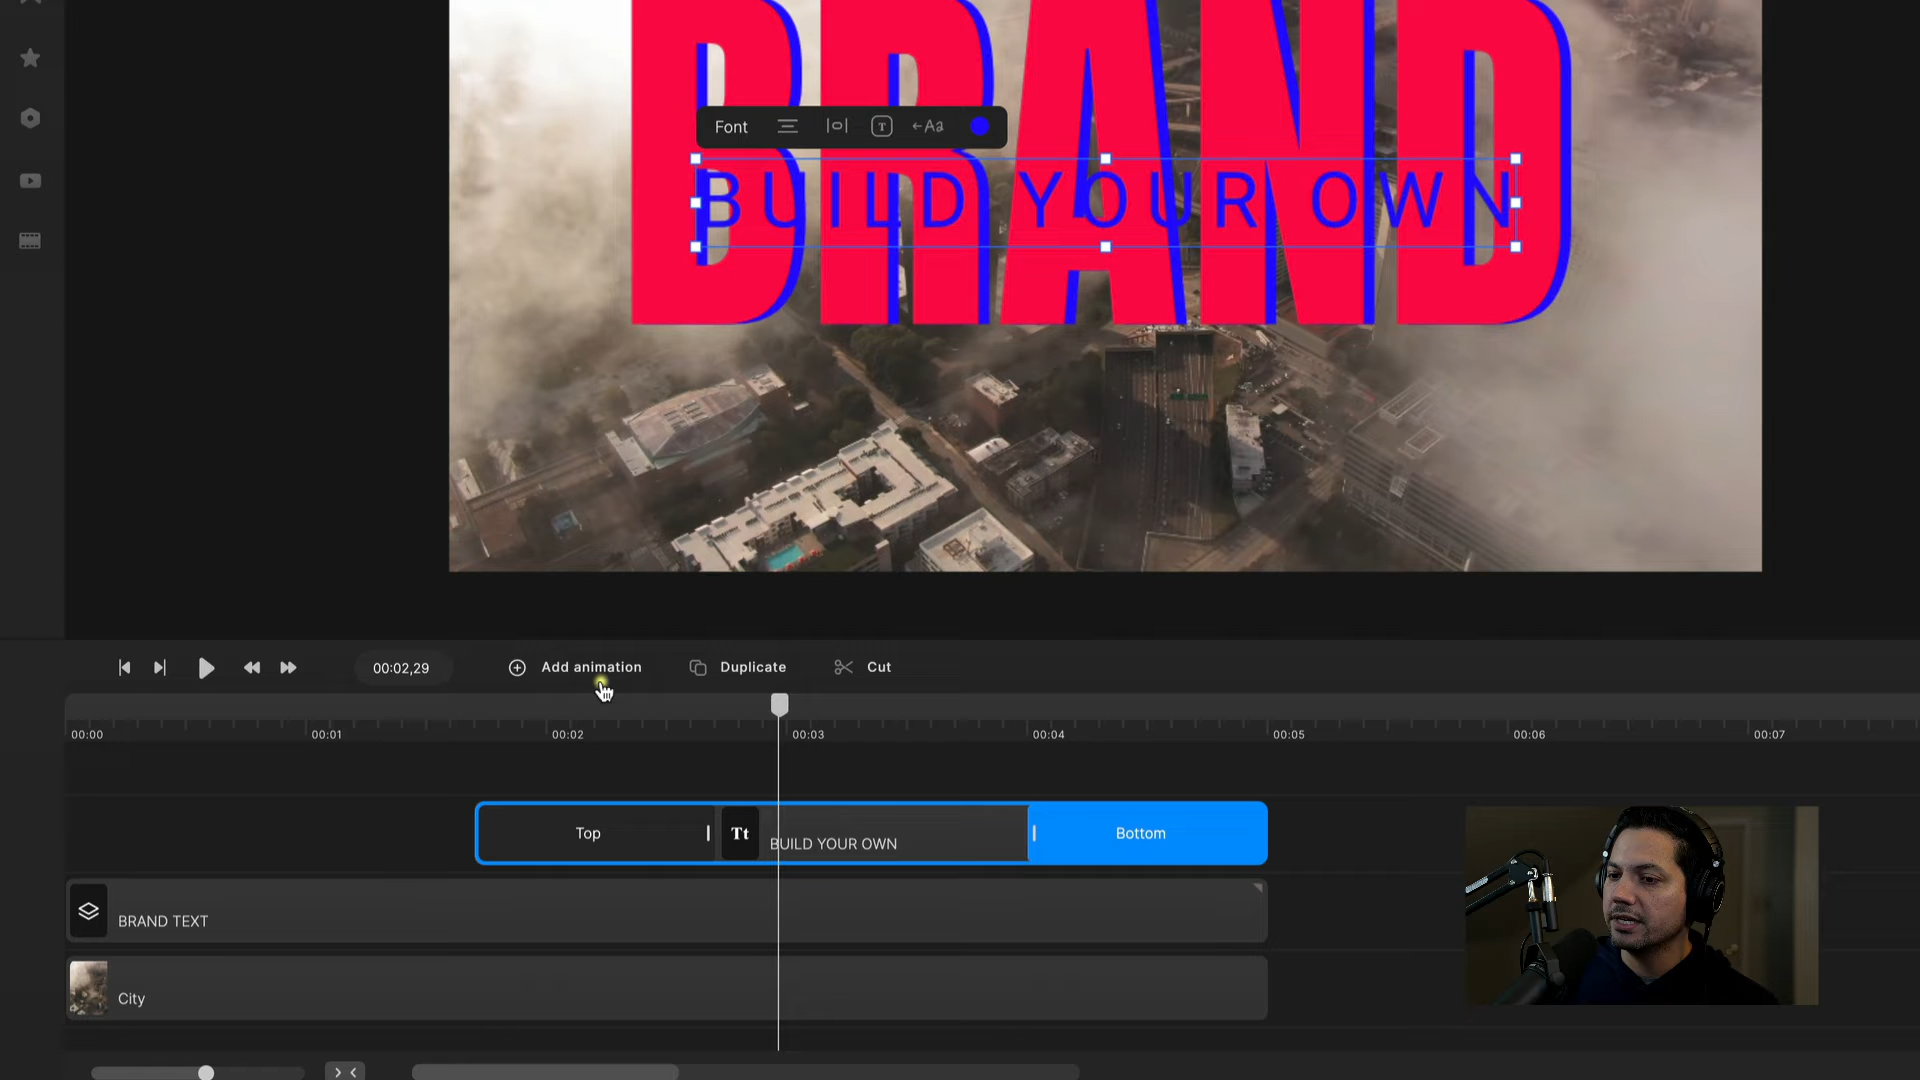 BRAND
Font
T
Aa
BUILD YOUR OWN
00:02,29
Add animation
Duplicate
Cut
00:00
00:01
00:02
00:03
00:04
00:05
00:06
00:07
Top
Tt
BUILD YOUR OWN
Bottom
BRAND TEXT
City